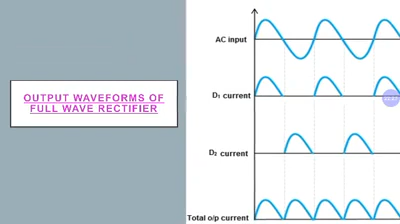 OUTPUT WAVEFORMS OF
FULL WAVE RECTIFIER
AC input
D1 current
D2 current
Total o/p current